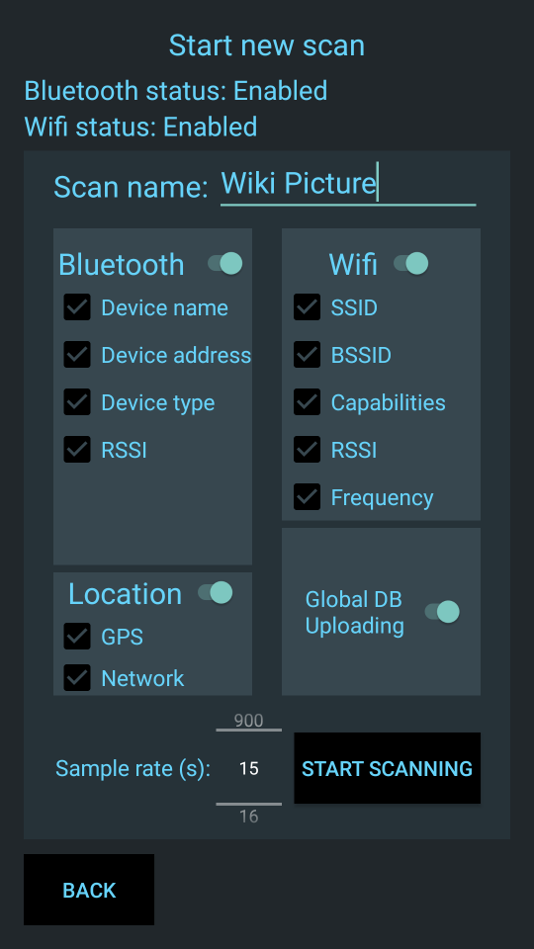 Start new scan
Bluetooth status: Enabled
Wifi status: Enabled
Scan name: Wiki Picture
Bluetooth
Device name
Device address
Device type
RSSI
Wifi
SSID
BSSID
Capabilities
RSSI
Frequency
Location
GPS
Network
Global DB
Uploading
900
Sample rate (s): 15
16
START SCANNING
BACK